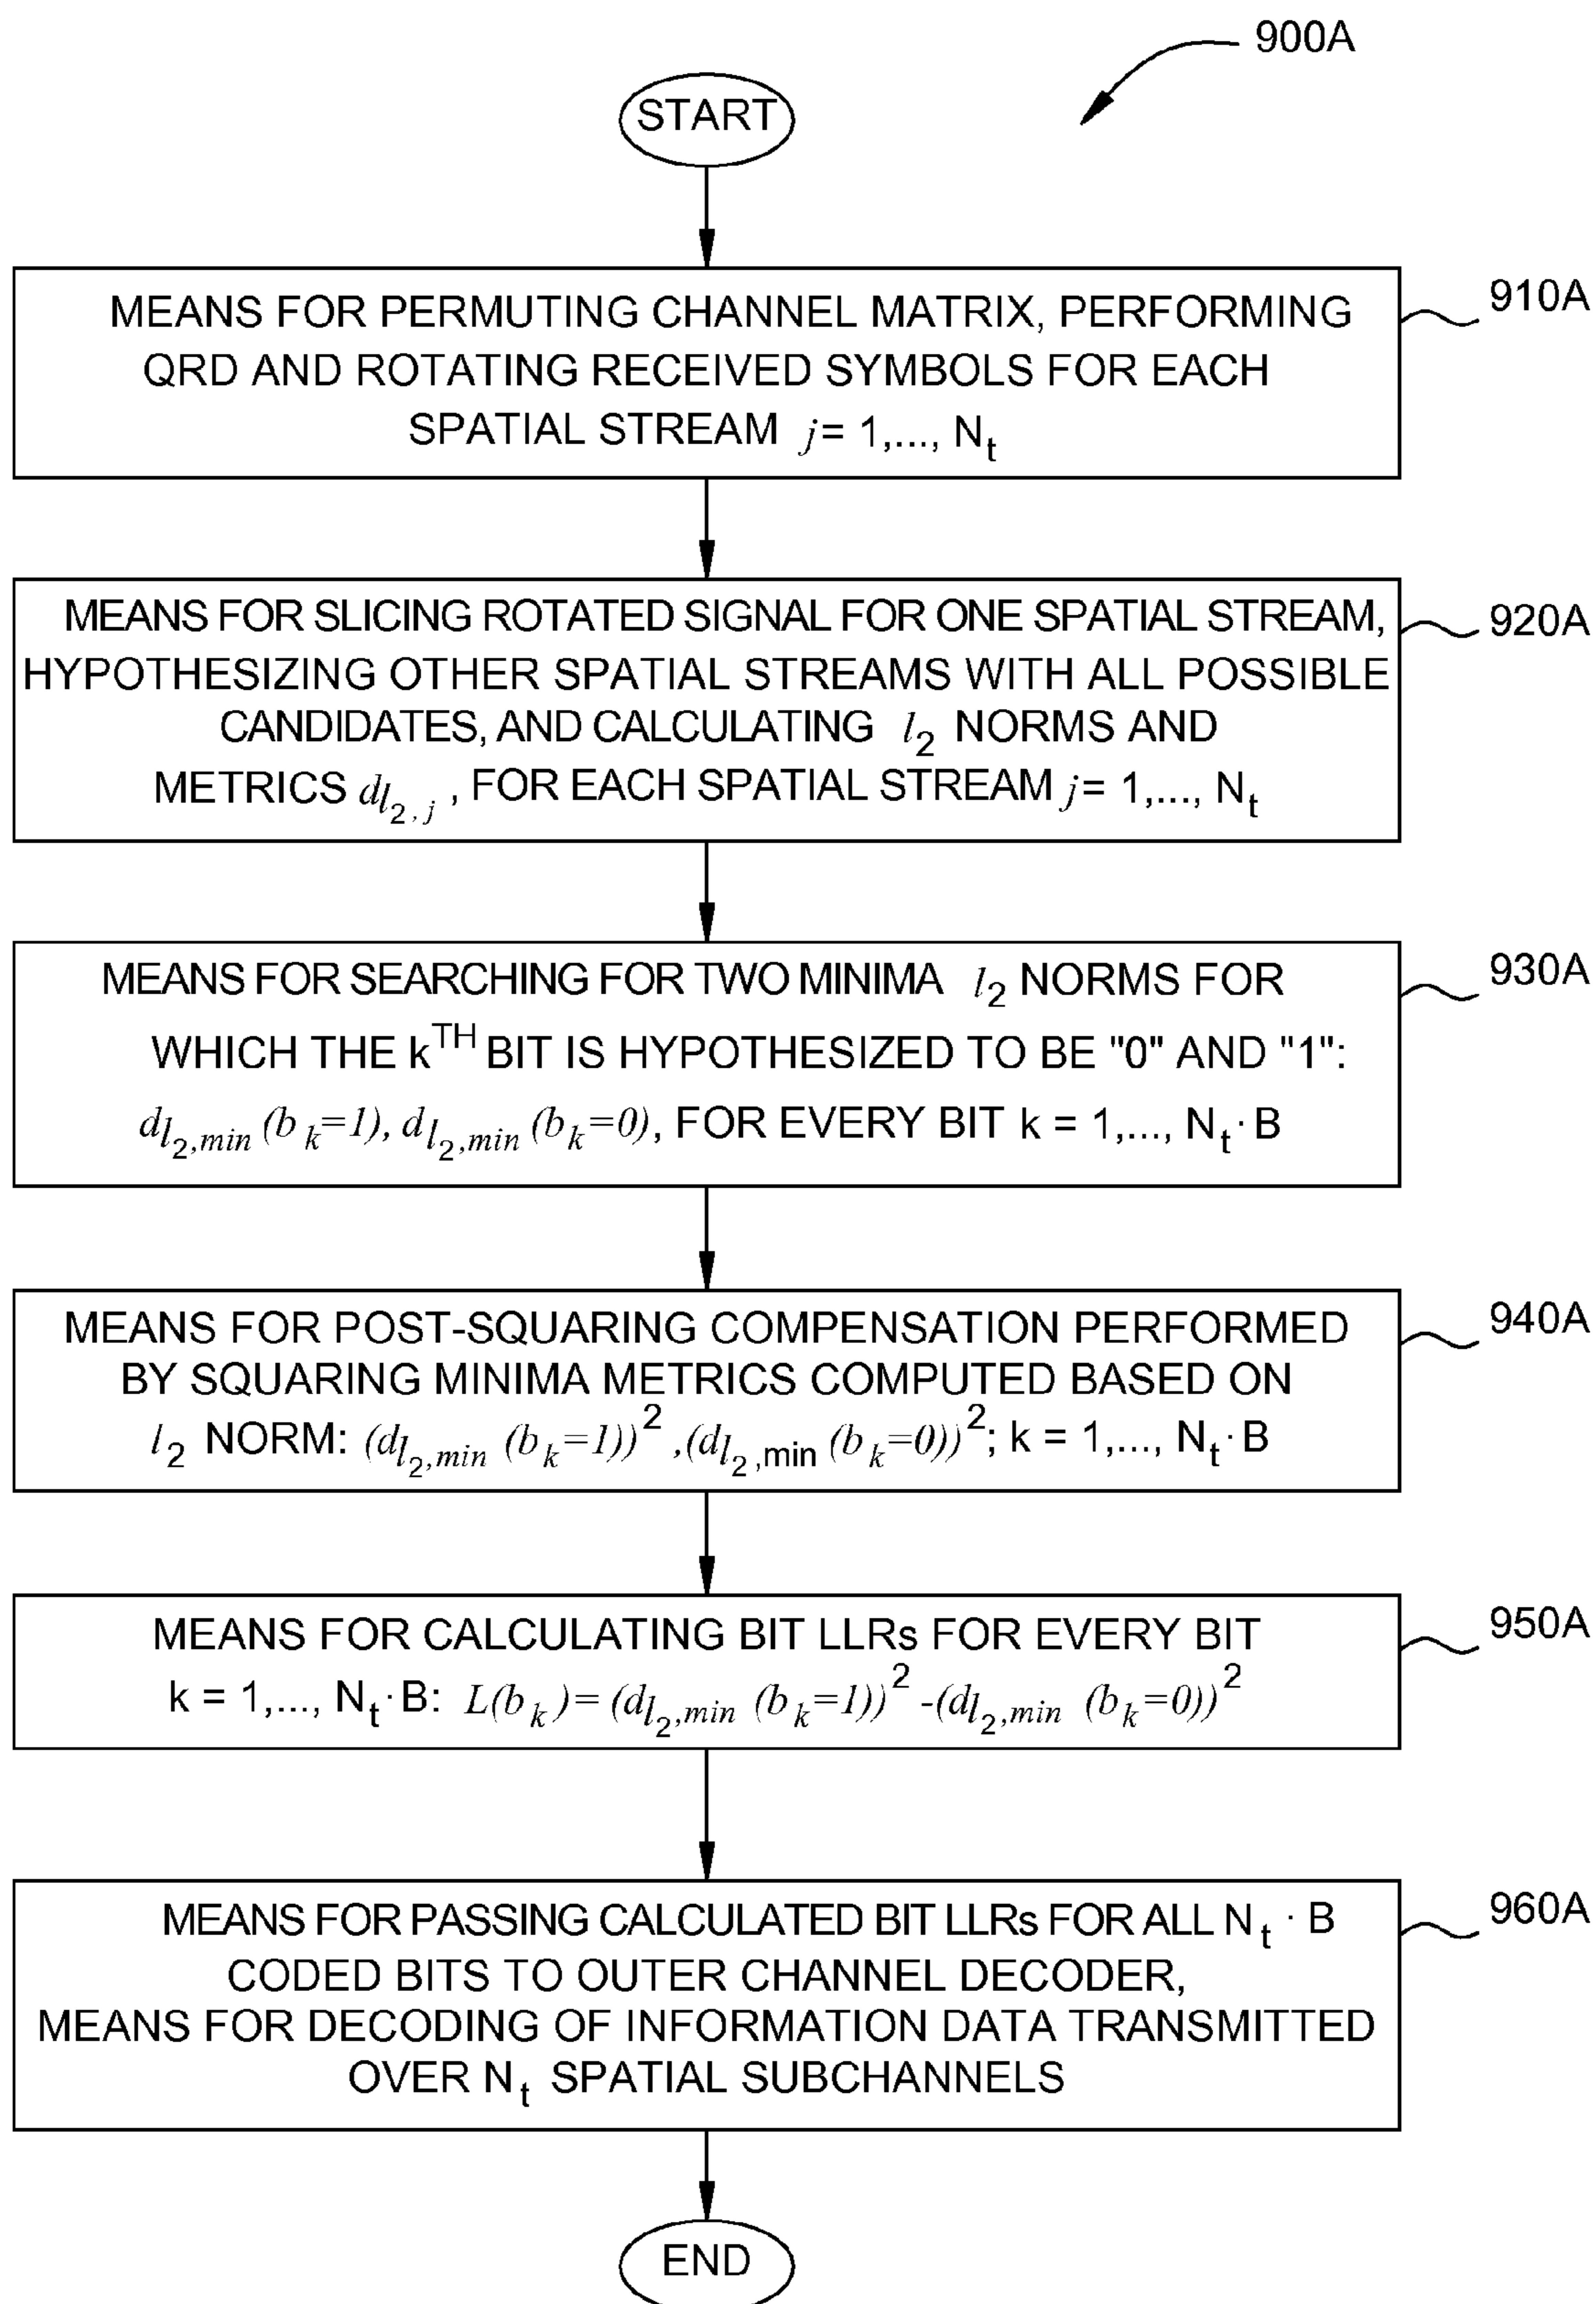 900A
START
MEANS FOR PERMUTING CHANNEL MATRIX, PERFORMING
QRD AND ROTATING RECEIVED SYMBOLS FOR EACH
SPATIAL STREAM j= 1,..., Nt
910A
MEANS FOR SLICING ROTATED SIGNAL FOR ONE SPATIAL STREAM,
HYPOTHESIZING OTHER SPATIAL STREAMS WITH ALL POSSIBLE
CANDIDATES, AND CALCULATING l2 NORMS AND
METRICS dl2,j , FOR EACH SPATIAL STREAM j= 1,..., Nt
920A
MEANS FOR SEARCHING FOR TWO MINIMA l2 NORMS FOR
WHICH THE kTH BIT IS HYPOTHESIZED TO BE "0" AND "1":
dl2,min (bk=1), dl2,min (bk=0), FOR EVERY BIT k = 1,..., Nt · B
930A
MEANS FOR POST-SQUARING COMPENSATION PERFORMED
BY SQUARING MINIMA METRICS COMPUTED BASED ON
l2 NORM: (dl2,min (bk=1))2 ,(dl2,min (bk=0))2; k = 1,..., Nt · B
940A
MEANS FOR CALCULATING BIT LLRs FOR EVERY BIT
k = 1,..., Nt · B: L(bk)= (dl2,min (bk=1))2 -(dl2,min (bk=0))2
950A
MEANS FOR PASSING CALCULATED BIT LLRs FOR ALL Nt · B
CODED BITS TO OUTER CHANNEL DECODER,
MEANS FOR DECODING OF INFORMATION DATA TRANSMITTED
OVER Nt SPATIAL SUBCHANNELS
960A
END